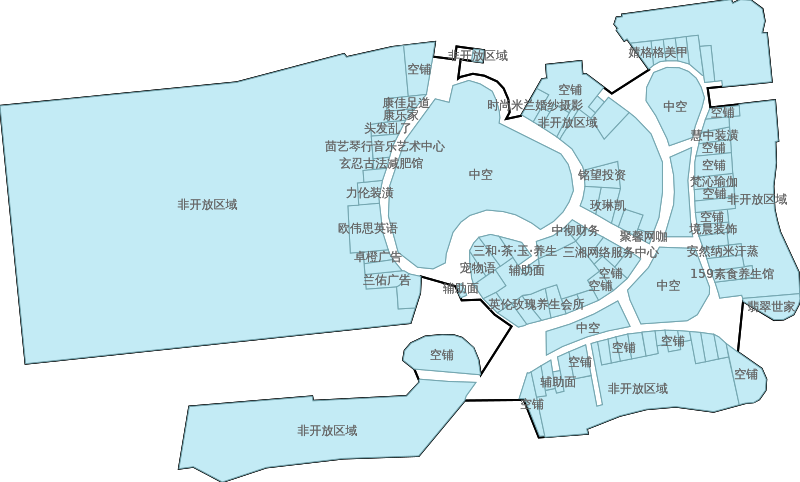 婧格格美甲
非开放区域
空铺
空铺
康佳足道
时尚米兰婚纱摄影
中空
空铺
康乐家
非开放区域
头发乱了
慧中装潢
茴艺琴行音乐艺术中心
空铺
玄忍古法减肥馆
空铺
中空
铭望投资
梵沁瑜伽
力伦装潢
空铺
非开放区域
非开放区域
玫琳凯
空铺
欧伟思英语
中彻财务
境晨装饰
聚馨网咖
三和·茶·玉·养生
三湘网络服务中心
安然纳米汗蒸
卓橙广告
宠物语
辅助面
空铺
159素食养生馆
兰佑广告
辅助面
空铺
中空
英伦玫瑰养生会所
翡翠世家
中空
空铺
空铺
空铺
空铺
空铺
辅助面
非开放区域
空铺
空铺
非开放区域